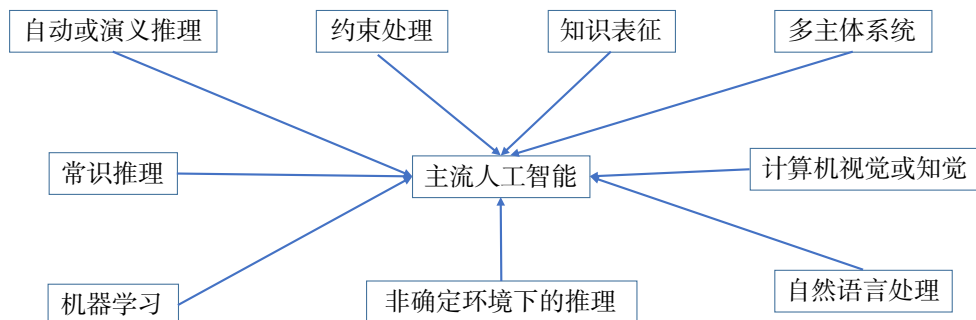 自动或演义推理
约束处理
知识表征
多主体系统
常识推理
主流人工智能
计算机视觉或知觉
机器学习
非确定环境下的推理
自然语言处理